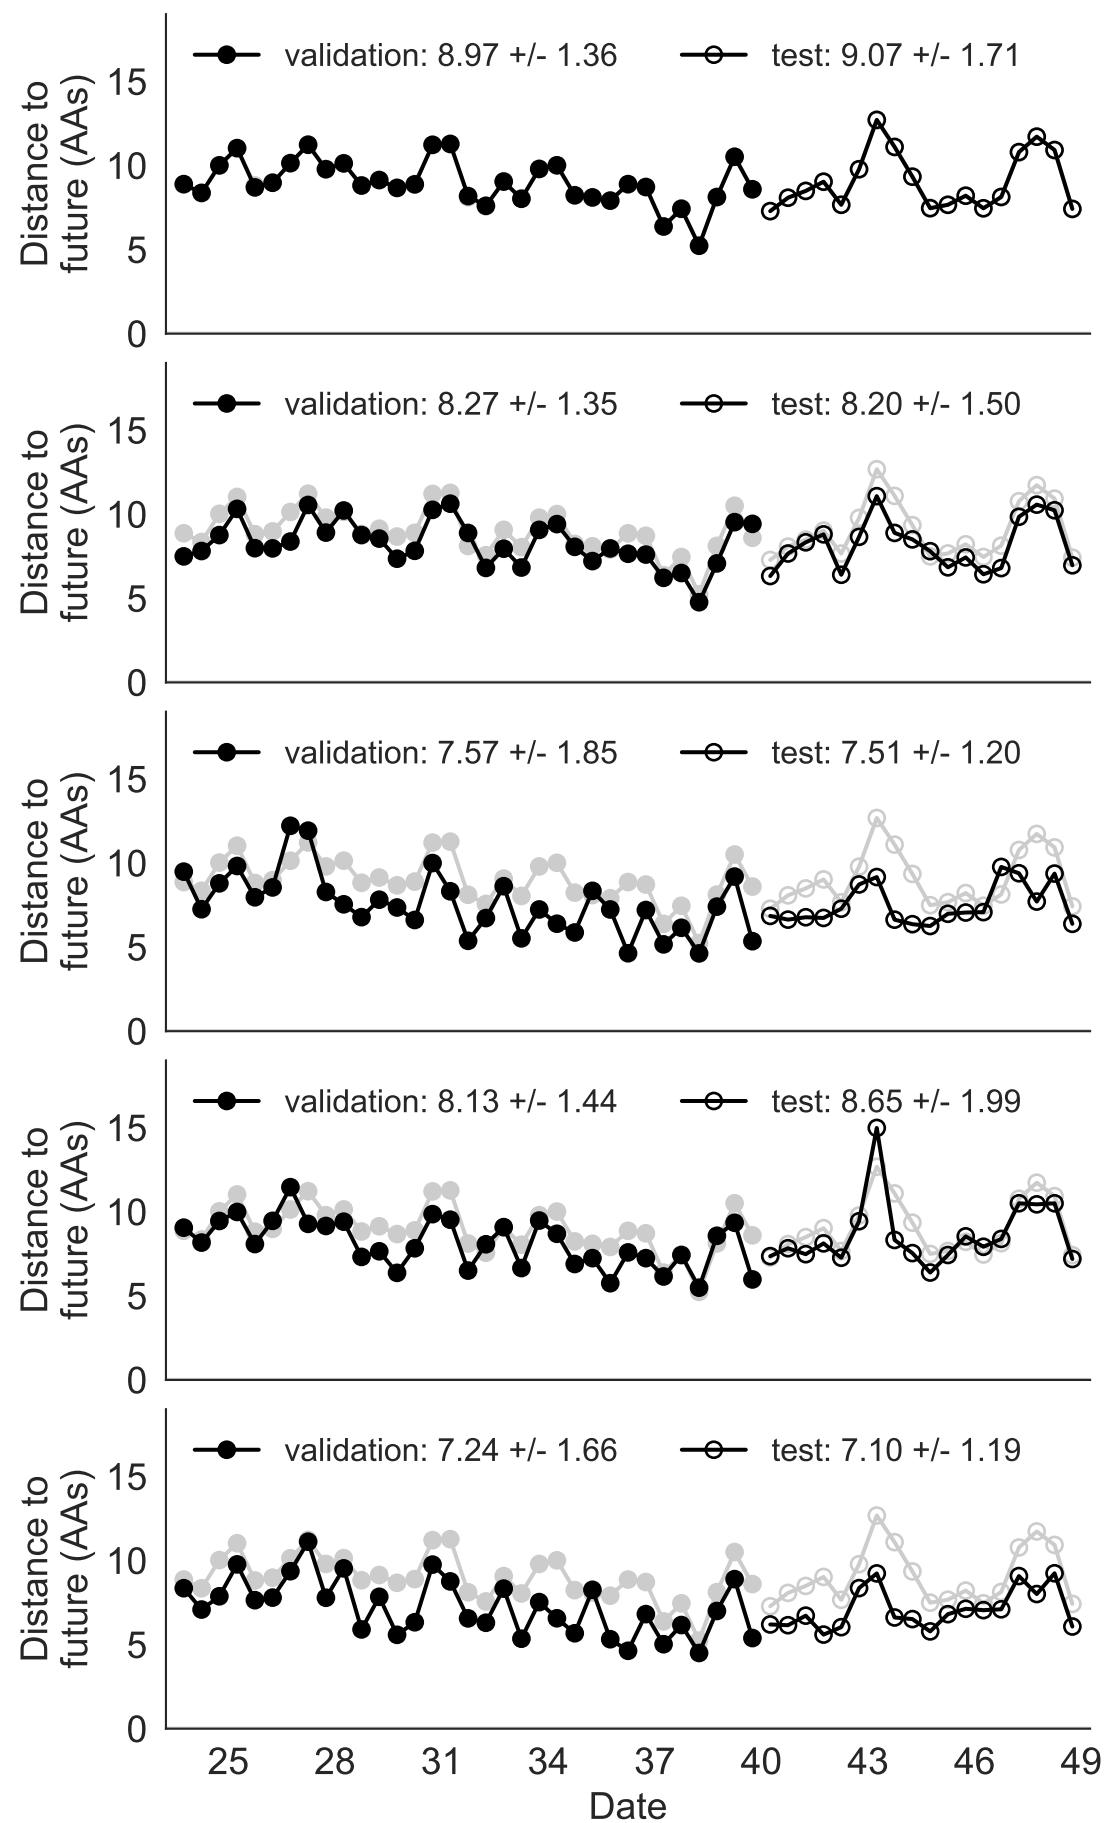 validation: 8.97 +/- 1.36 test: 9.07 +/- 1.71
Distance to
future (AAs)
15
10
5
0
validation: 8.27 +/- 1.35 test: 8.20 +/- 1.50
Distance to
future (AAs)
15
10
5
0
validation: 7.57 +/- 1.85 test: 7.51 +/- 1.20
Distance to
future (AAs)
15
10
5
0
validation: 8.13 +/- 1.44 test: 8.65 +/- 1.99
Distance to
future (AAs)
15
10
5
0
validation: 7.24 +/- 1.66 test: 7.10 +/- 1.19
Distance to
future (AAs)
15
10
5
0
25 28 31 34 37 40 43 46 49
Date